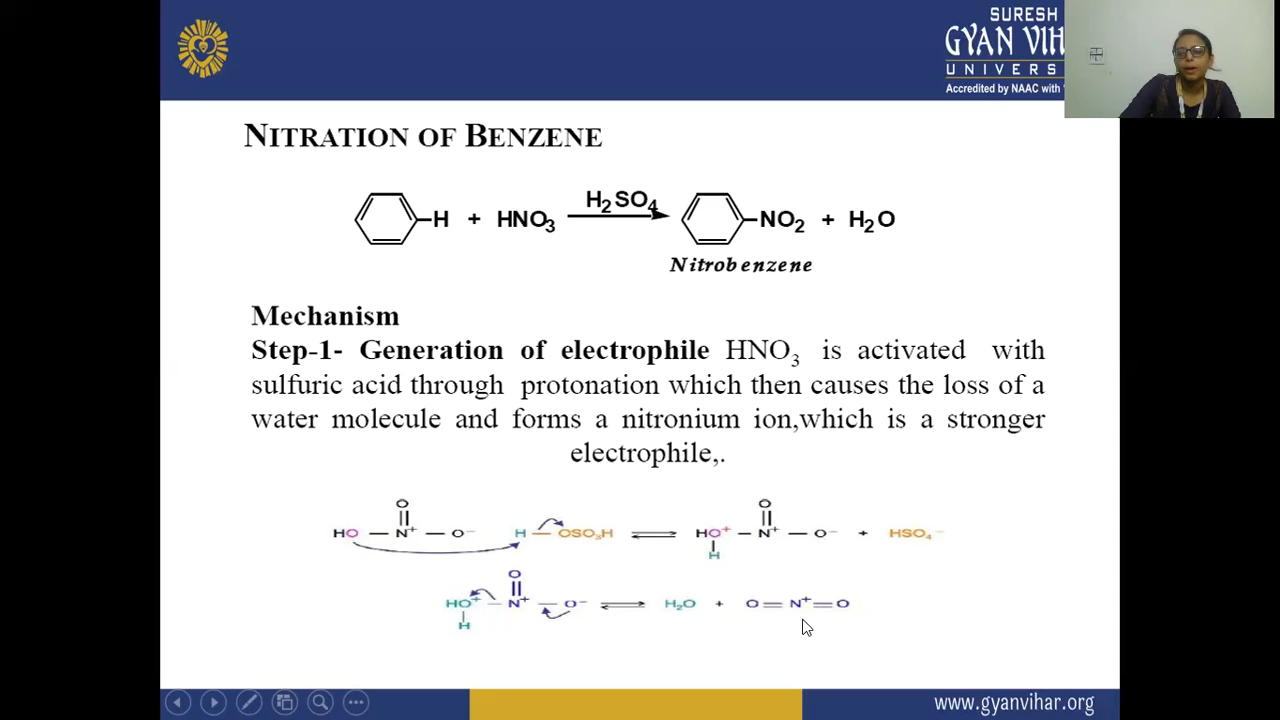 SURESH
GYAN VIH
UNIVERS
Accredited by NAAC with
NITRATION OF BENZENE
H + HNO3 H2SO4 NO2 + H2O
Nitrobenzene
Mechanism
Step-1- Generation of electrophile HNO3 is activated with
sulfuric acid through protonation which then causes the loss of a
water molecule and forms a nitronium ion,which is a stronger
electrophile,.
O O
HO — N+ — O− H — OSO3H HO+ — N+ — O− + HSO4−
H
O
HO+ — N+ — O− H2O + O = N+ = O
H
www.gyanvihar.org